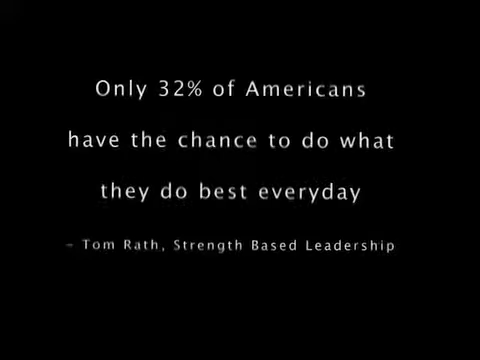 Only 32% of Americans
have the chance to do what
they do best everyday
– Tom Rath, Strength Based Leadership